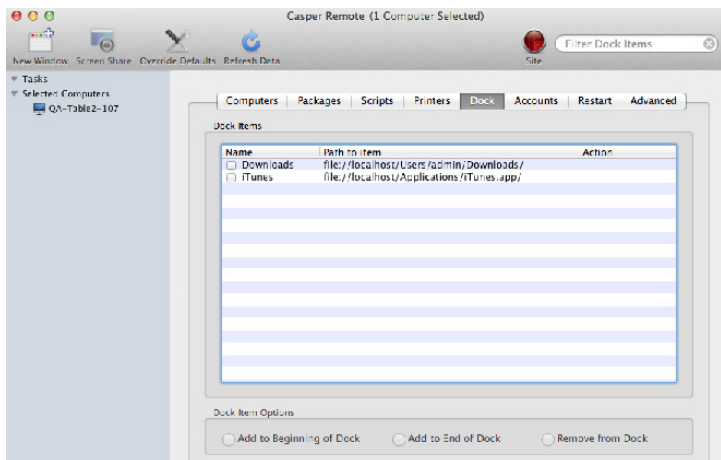 Casper Remote (1 Computer Selected)
New Window Screen Share Override Defaults Refresh Data Site Filter Dock Items
Tasks
Selected Computers
QA-Table2-107
Computers Packages Scripts Printers Dock Accounts Restart Advanced
Dock Items
Name Path to item Action
Downloads file://localhost/Users/admin/Downloads/
iTunes file://localhost/Applications/iTunes.app/
Dock Item Options
Add to Beginning of Dock Add to End of Dock Remove from Dock